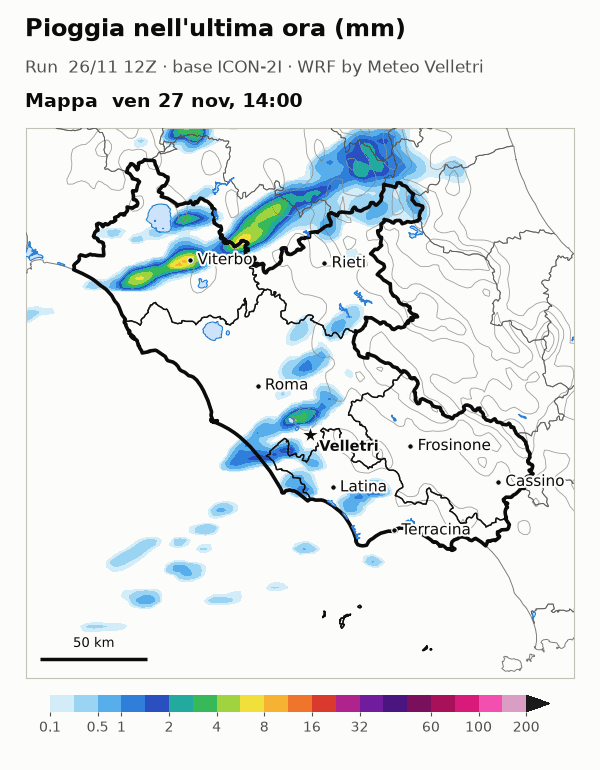 Pioggia nell'ultima ora (mm)
Run  26/11 12Z · base ICON-2I · WRF by Meteo Velletri
Mappa  ven 27 nov, 14:00
Viterbo
Rieti
Roma
Velletri
Frosinone
Cassino
Latina
Terracina
50 km
0.1 0.5 1 2 4 8 16 32 60 100 200